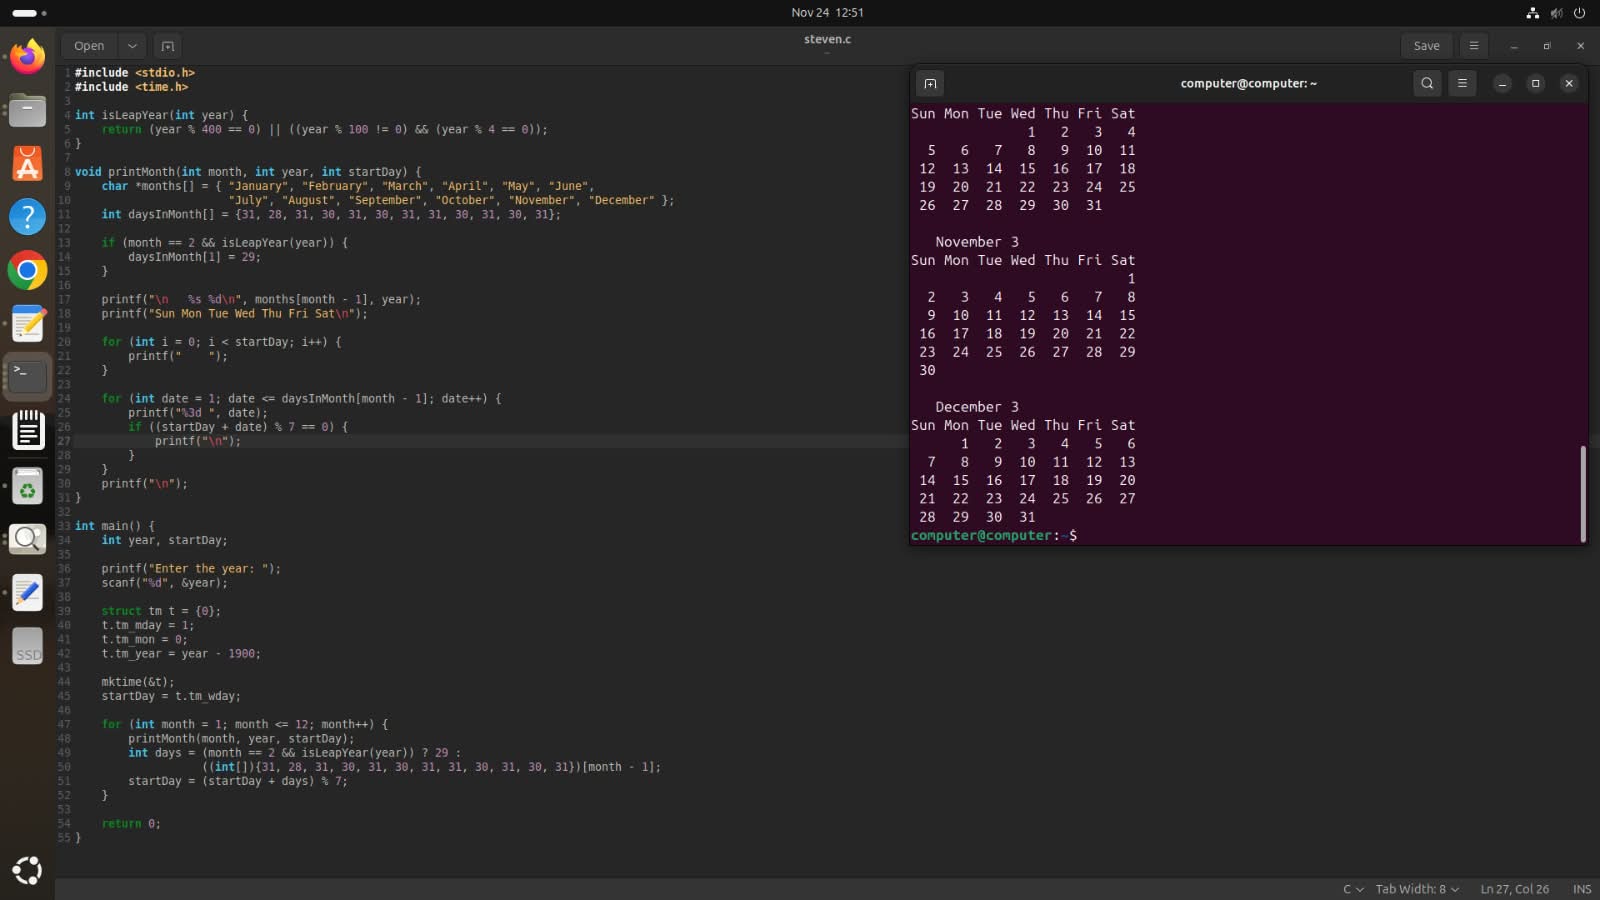 Nov 24 12:51
Open
steven.c
Save
1 #include <stdio.h>
2 #include <time.h>
3
4 int isLeapYear(int year) {
5     return (year % 400 == 0) || ((year % 100 != 0) && (year % 4 == 0));
6 }
7
8 void printMonth(int month, int year, int startDay) {
9     char *months[] = { "January", "February", "March", "April", "May", "June",
10                        "July", "August", "September", "October", "November", "December" };
11     int daysInMonth[] = {31, 28, 31, 30, 31, 30, 31, 31, 30, 31, 30, 31};
12
13     if (month == 2 && isLeapYear(year)) {
14         daysInMonth[1] = 29;
15     }
16
17     printf("\n   %s %d\n", months[month - 1], year);
18     printf("Sun Mon Tue Wed Thu Fri Sat\n");
19
20     for (int i = 0; i < startDay; i++) {
21         printf("    ");
22     }
23
24     for (int date = 1; date <= daysInMonth[month - 1]; date++) {
25         printf("%3d ", date);
26         if ((startDay + date) % 7 == 0) {
27             printf("\n");
28         }
29     }
30     printf("\n");
31 }
32
33 int main() {
34     int year, startDay;
35
36     printf("Enter the year: ");
37     scanf("%d", &year);
38
39     struct tm t = {0};
40     t.tm_mday = 1;
41     t.tm_mon = 0;
42     t.tm_year = year - 1900;
43
44     mktime(&t);
45     startDay = t.tm_wday;
46
47     for (int month = 1; month <= 12; month++) {
48         printMonth(month, year, startDay);
49         int days = (month == 2 && isLeapYear(year)) ? 29 :
50                    ((int[]){31, 28, 31, 30, 31, 30, 31, 31, 30, 31, 30, 31})[month - 1];
51         startDay = (startDay + days) % 7;
52     }
53
54     return 0;
55 }
computer@computer: ~
Sun Mon Tue Wed Thu Fri Sat
              1   2   3   4
  5   6   7   8   9  10  11
 12  13  14  15  16  17  18
 19  20  21  22  23  24  25
 26  27  28  29  30  31
   November 3
Sun Mon Tue Wed Thu Fri Sat
                          1
  2   3   4   5   6   7   8
  9  10  11  12  13  14  15
 16  17  18  19  20  21  22
 23  24  25  26  27  28  29
 30
   December 3
Sun Mon Tue Wed Thu Fri Sat
      1   2   3   4   5   6
  7   8   9  10  11  12  13
 14  15  16  17  18  19  20
 21  22  23  24  25  26  27
 28  29  30  31
computer@computer:~$
SSD
C
Tab Width: 8
Ln 27, Col 26
INS